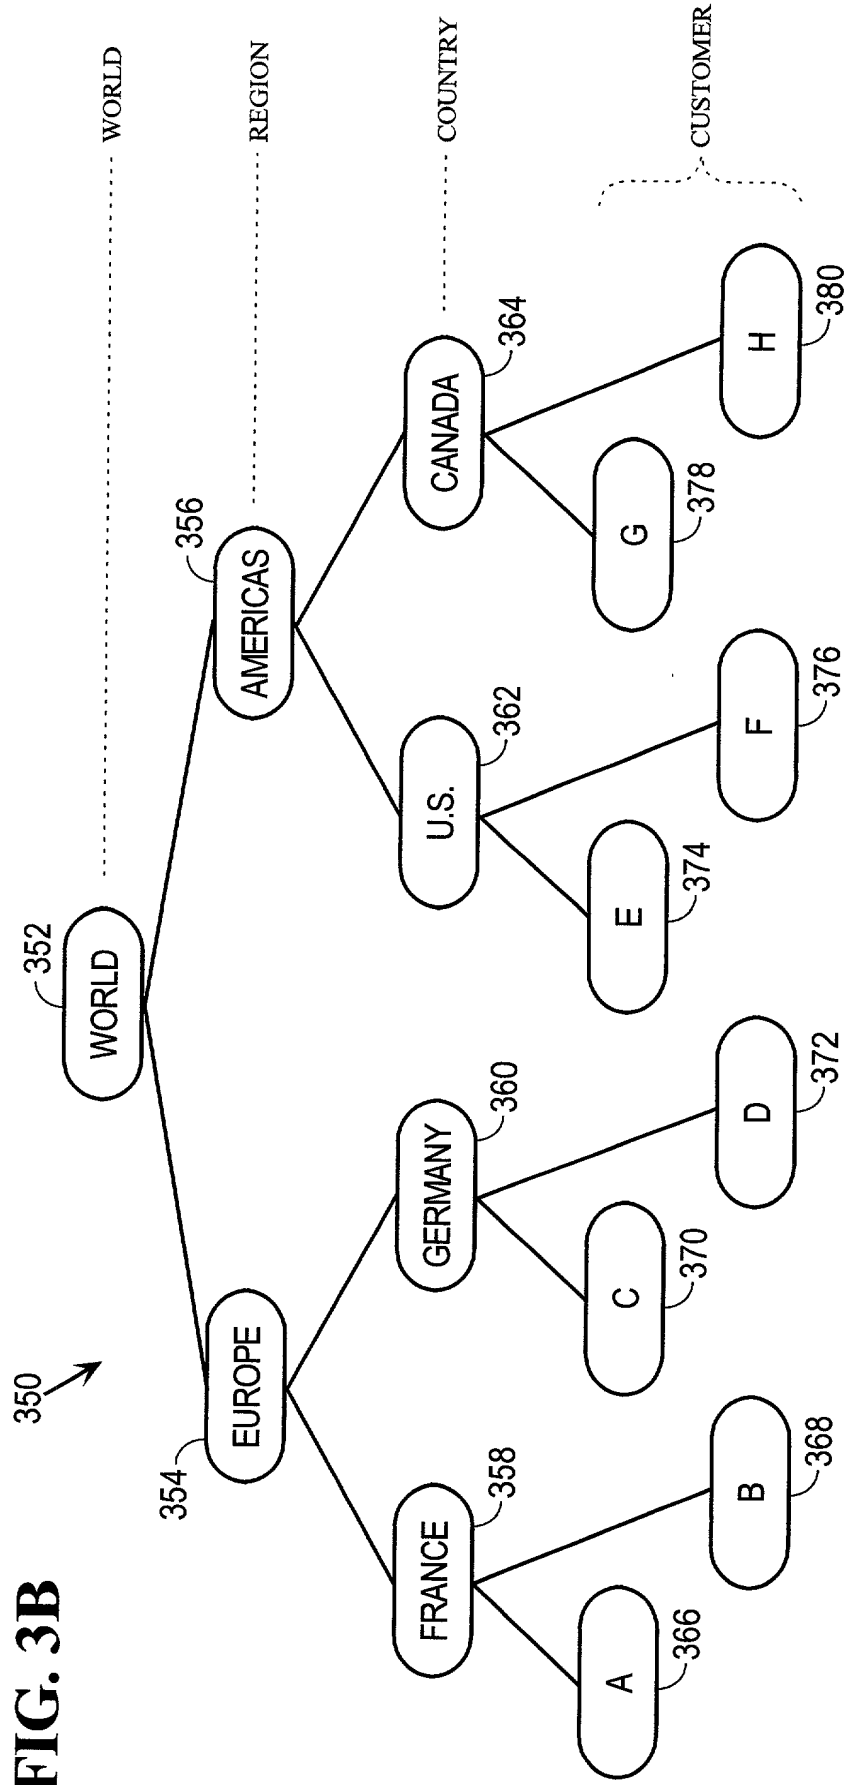 FIG. 3B
350
352
WORLD
WORLD
354
EUROPE
356
AMERICAS
REGION
FRANCE
358
GERMANY
360
U.S.
362
CANADA
364
COUNTRY
A
366
B
368
C
370
D
372
E
374
F
376
G
378
H
380
CUSTOMER